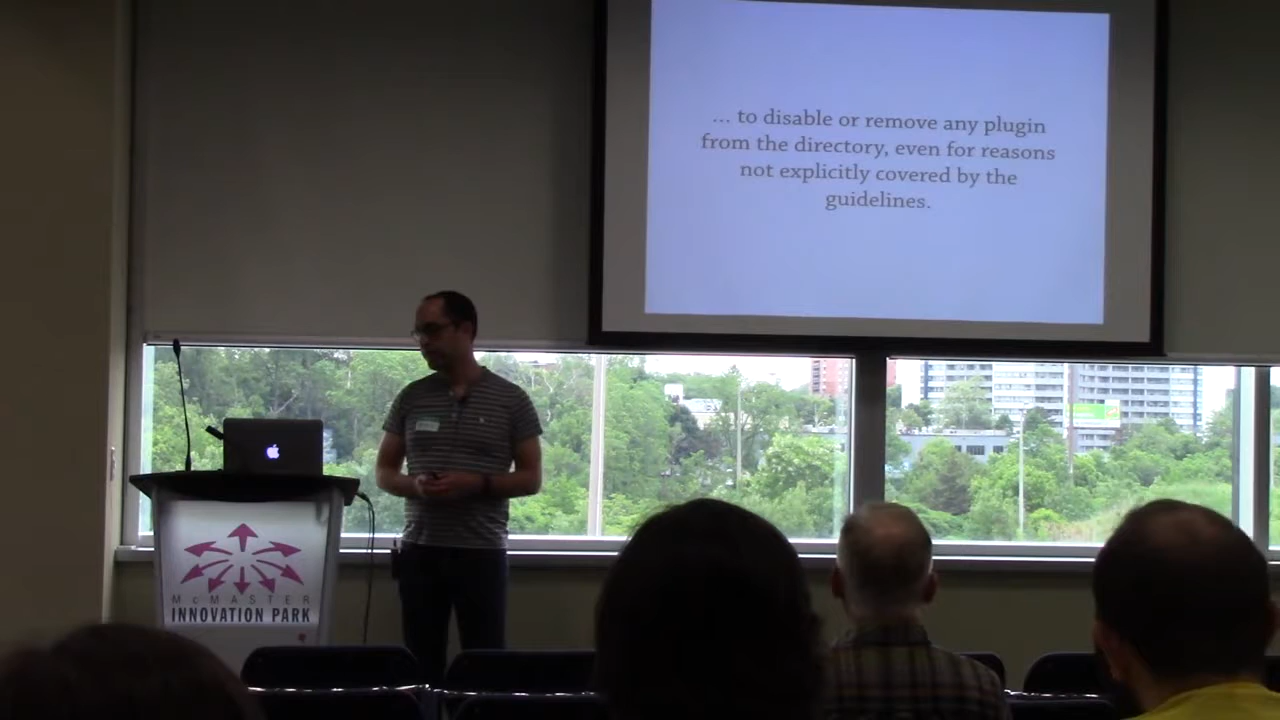 ... to disable or remove any plugin
from the directory, even for reasons
not explicitly covered by the
guidelines.
McMASTER
INNOVATION PARK